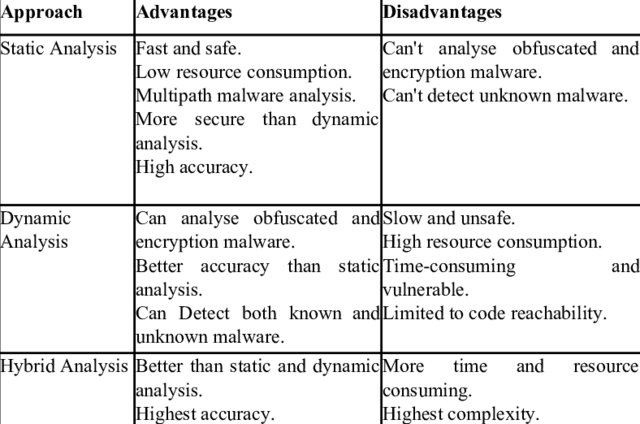 Approach Advantages Disadvantages
Static Analysis Fast and safe. Can't analyse obfuscated and
Low resource consumption. encryption malware.
Multipath malware analysis. Can't detect unknown malware.
More secure than dynamic
analysis.
High accuracy.
Dynamic Can analyse obfuscated and Slow and unsafe.
Analysis encryption malware. High resource consumption.
Better accuracy than static Time-consuming and
analysis. vulnerable.
Can Detect both known and Limited to code reachability.
unknown malware.
Hybrid Analysis Better than static and dynamic More time and resource
analysis. consuming.
Highest accuracy. Highest complexity.